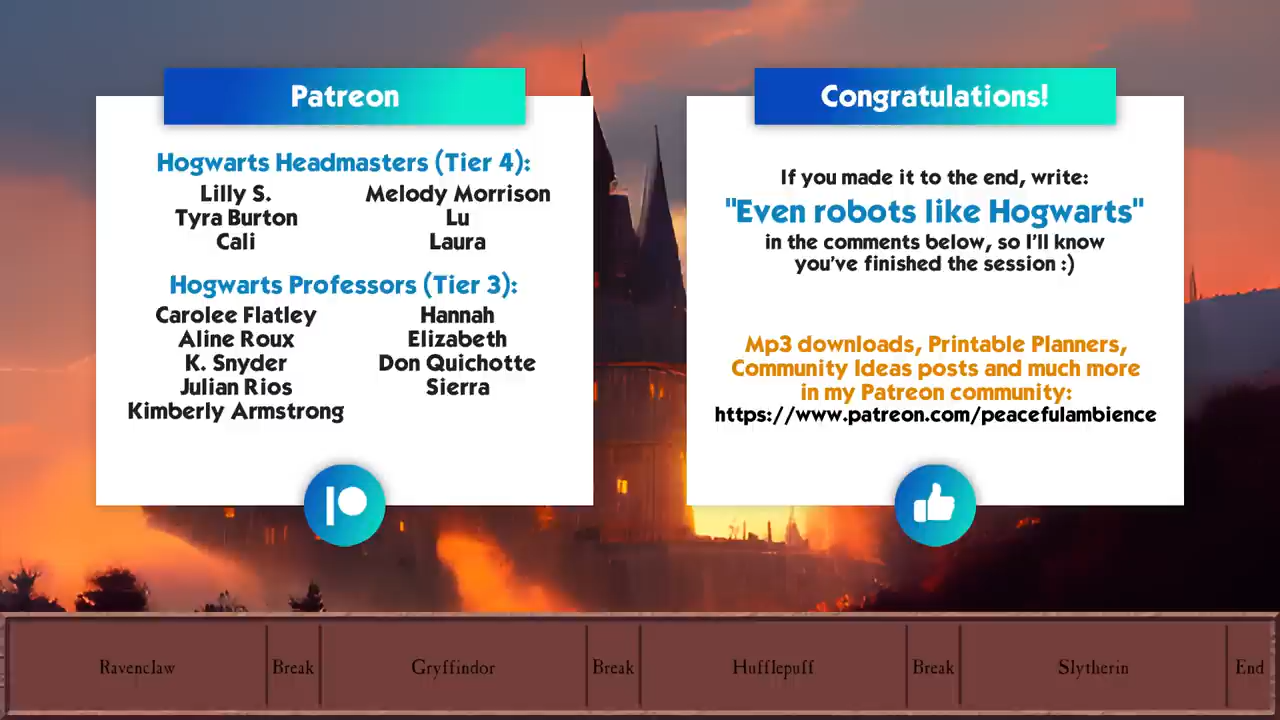 Patreon
Hogwarts Headmasters (Tier 4):
Lilly S.
Melody Morrison
Tyra Burton
Lu
Cali
Laura
Hogwarts Professors (Tier 3):
Carolee Flatley
Hannah
Aline Roux
Elizabeth
K. Snyder
Don Quichotte
Julian Rios
Sierra
Kimberly Armstrong
Congratulations!
If you made it to the end, write:
"Even robots like Hogwarts"
in the comments below, so I'll know
you've finished the session :)
Mp3 downloads, Printable Planners,
Community Ideas posts and much more
in my Patreon community:
https://www.patreon.com/peacefulambience
Ravenclaw
Break
Gryffindor
Break
Hufflepuff
Break
Slytherin
End